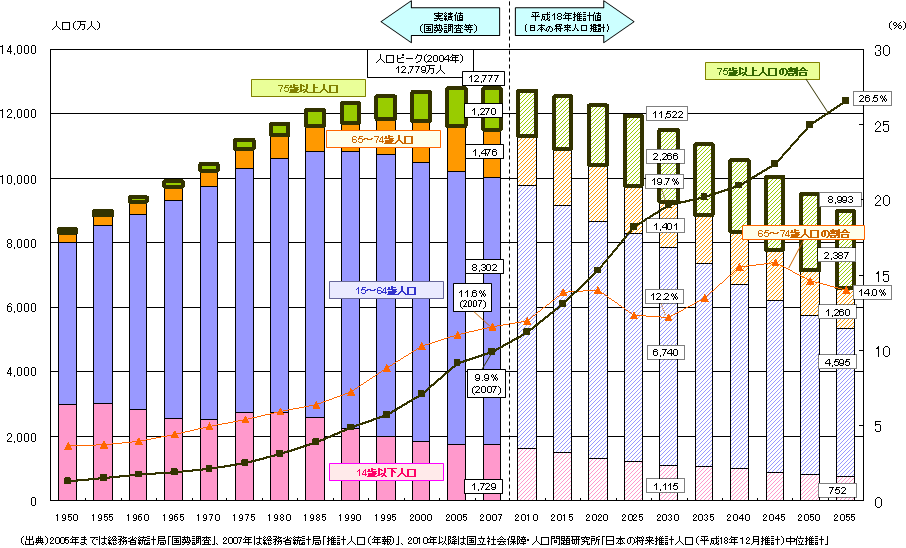 実績値
(国勢調査等)
平成18年推計値
(日本の将来人口推計)
人口(万人)
(%)
人口ピーク(2004年)
12,779万人
75歳以上人口
75歳以上人口の割合
65～74歳人口
65～74歳人口の割合
15～64歳人口
14歳以下人口
14,000
12,000
10,000
8,000
6,000
4,000
2,000
0
30
25
20
15
10
5
0
12,777
1,270
1,476
8,302
11.6%
(2007)
9.9%
(2007)
1,729
11,522
2,266
19.7%
1,401
12.2%
6,740
1,115
26.5%
8,993
2,387
14.0%
1,260
4,595
752
1950 1955 1960 1965 1970 1975 1980 1985 1990 1995 2000 2005 2007 2010 2015 2020 2025 2030 2035 2040 2045 2050 2055
(出典)2005年までは総務省統計局「国勢調査」、2007年は総務省統計局「推計人口(年報)」、2010年以降は国立社会保障・人口問題研究所「日本の将来推計人口(平成18年12月推計)中位推計」